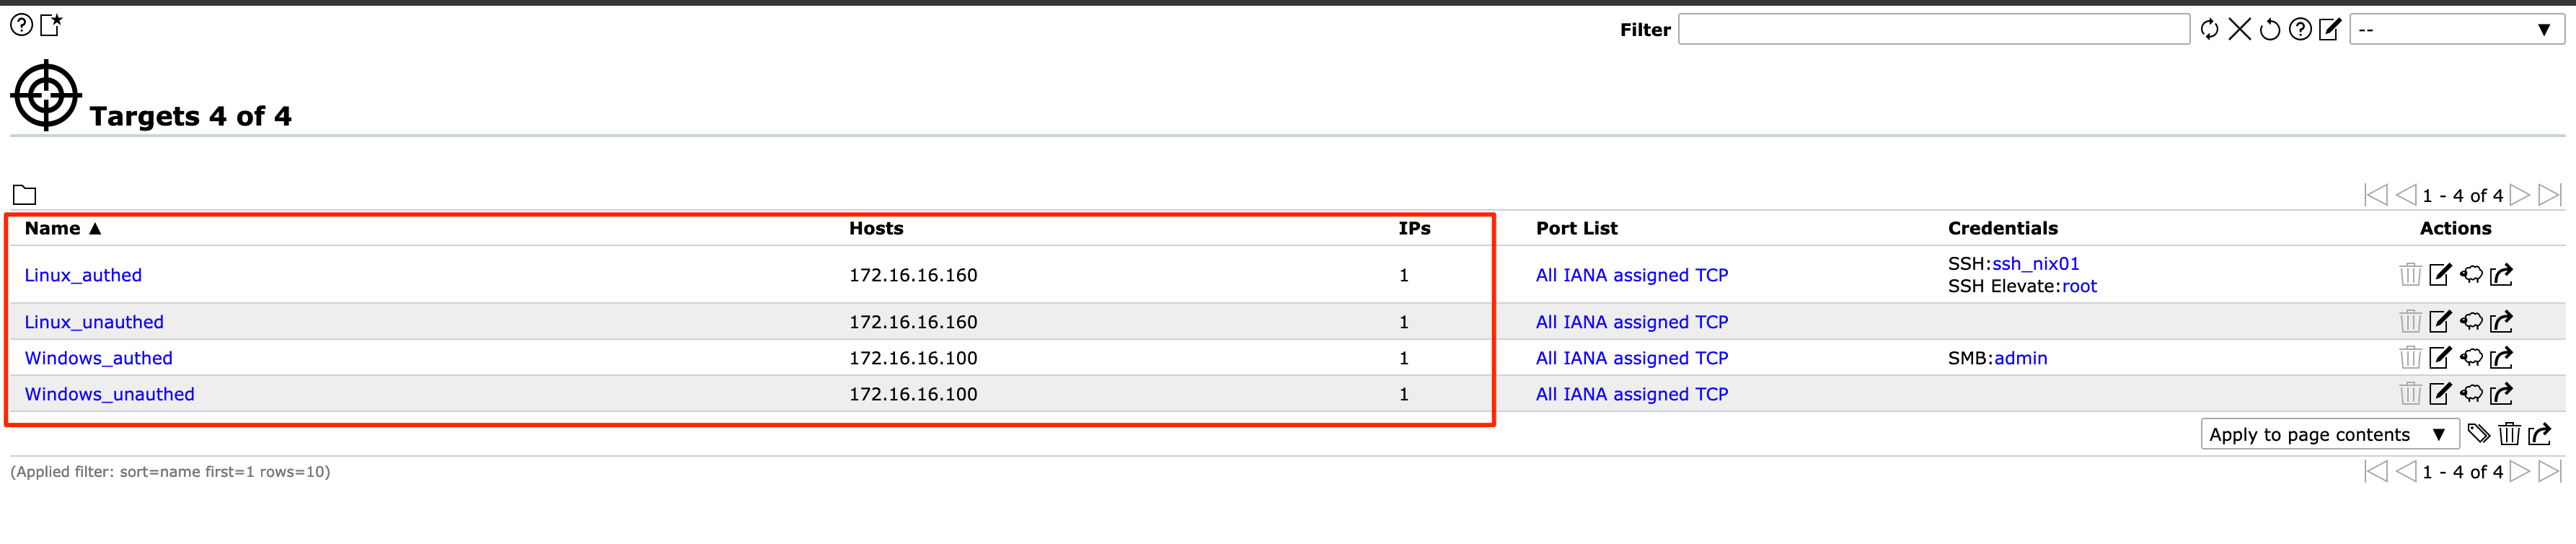 Filter --
Targets 4 of 4
1 - 4 of 4
Name ▲ Hosts IPs Port List Credentials Actions
Linux_authed 172.16.16.160 1 All IANA assigned TCP SSH:ssh_nix01
SSH Elevate:root
Linux_unauthed 172.16.16.160 1 All IANA assigned TCP
Windows_authed 172.16.16.100 1 All IANA assigned TCP SMB:admin
Windows_unauthed 172.16.16.100 1 All IANA assigned TCP
Apply to page contents ▼
(Applied filter: sort=name first=1 rows=10) 1 - 4 of 4